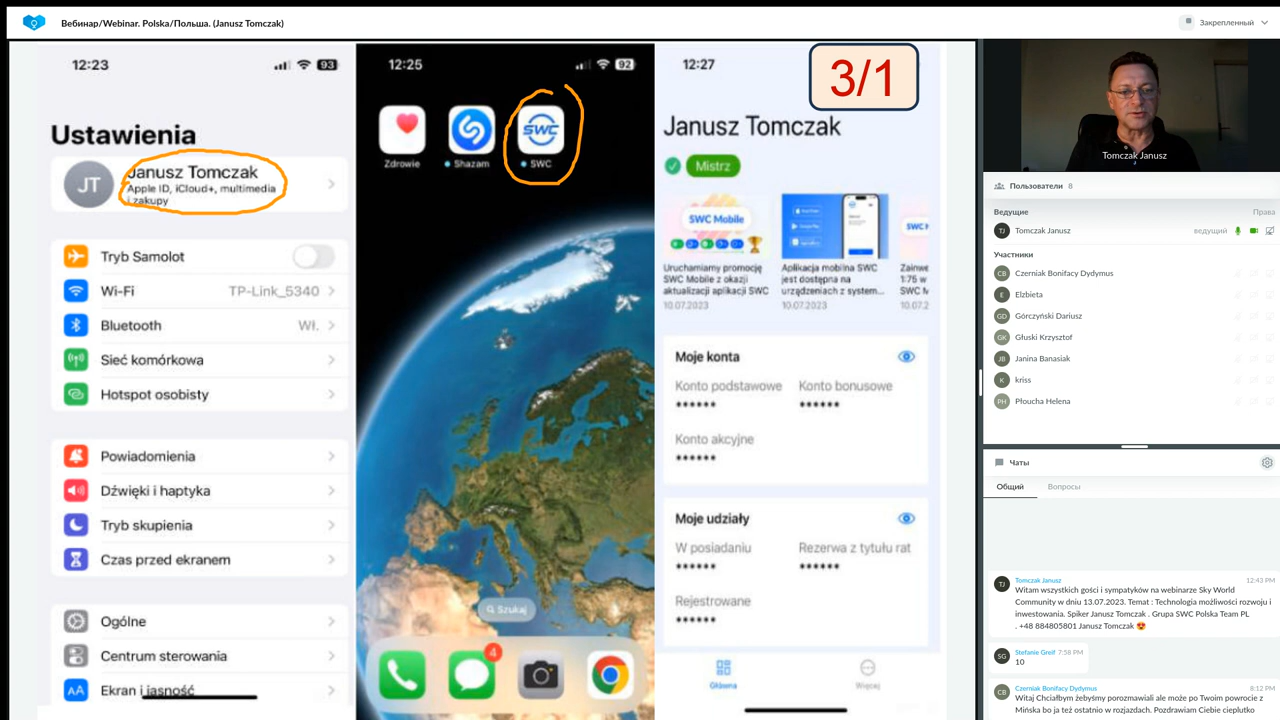 Вебинар/Webinar. Polska/Польша. (Janusz Tomczak)
Закрепленный
12:23
93
Ustawienia
JT
Janusz Tomczak
Apple ID, iCloud+, multimedia
i zakupy
Tryb Samolot
Wi-Fi
TP-Link_5340
Bluetooth
Wł.
Sieć komórkowa
Hotspot osobisty
Powiadomienia
Dźwięki i haptyka
Tryb skupienia
Czas przed ekranem
Ogólne
Centrum sterowania
AA
Ekran i jasność
12:25
92
SWC
Zdrowie
Shazam
SWC
Szukaj
4
12:27
3/1
Janusz Tomczak
Mistrz
SWC Mobile
Uruchamiamy promocję
SWC Mobile z okazji
aktualizacji aplikacji SWC
10.07.2023
Aplikacja mobilna SWC
jest dostępna na
urządzeniach z system...
10.07.2023
Moje konta
Konto podstawowe
Konto bonusowe
******
******
Konto akcyjne
******
Moje udziały
W posiadaniu
Rezerwa z tytułu rat
******
******
Rejestrowane
******
Główna
Więcej
Tomczak Janusz
Пользователи 8
Ведущие
Права
TJ
Tomczak Janusz
ведущий
Участники
CB
Czerniak Bonifacy Dydymus
E
Elzbieta
GD
Górczyński Dariusz
GK
Głuski Krzysztof
JB
Janina Banasiak
K
kriss
PH
Płoucha Helena
Чаты
Общий
Вопросы
TJ
Tomczak Janusz
12:43 PM
Witam wszystkich gości i sympatyków na webinarze Sky World
Community w dniu 13.07.2023. Temat : Technologia możliwości rozwoju i
inwestowania. Spiker Janusz Tomczak . Grupa SWC Polska Team PL
. +48 884805801 Janusz Tomczak 😍
SG
Stefanie Greif 7:58 PM
10
CB
Czerniak Bonifacy Dydymus
8:12 PM
Witaj Chciałbym żebyśmy porozmawiali ale może po Twoim powrocie z
Mińska bo ja też ostatnio w rozjazdach. Pozdrawiam Ciebie cieplutko